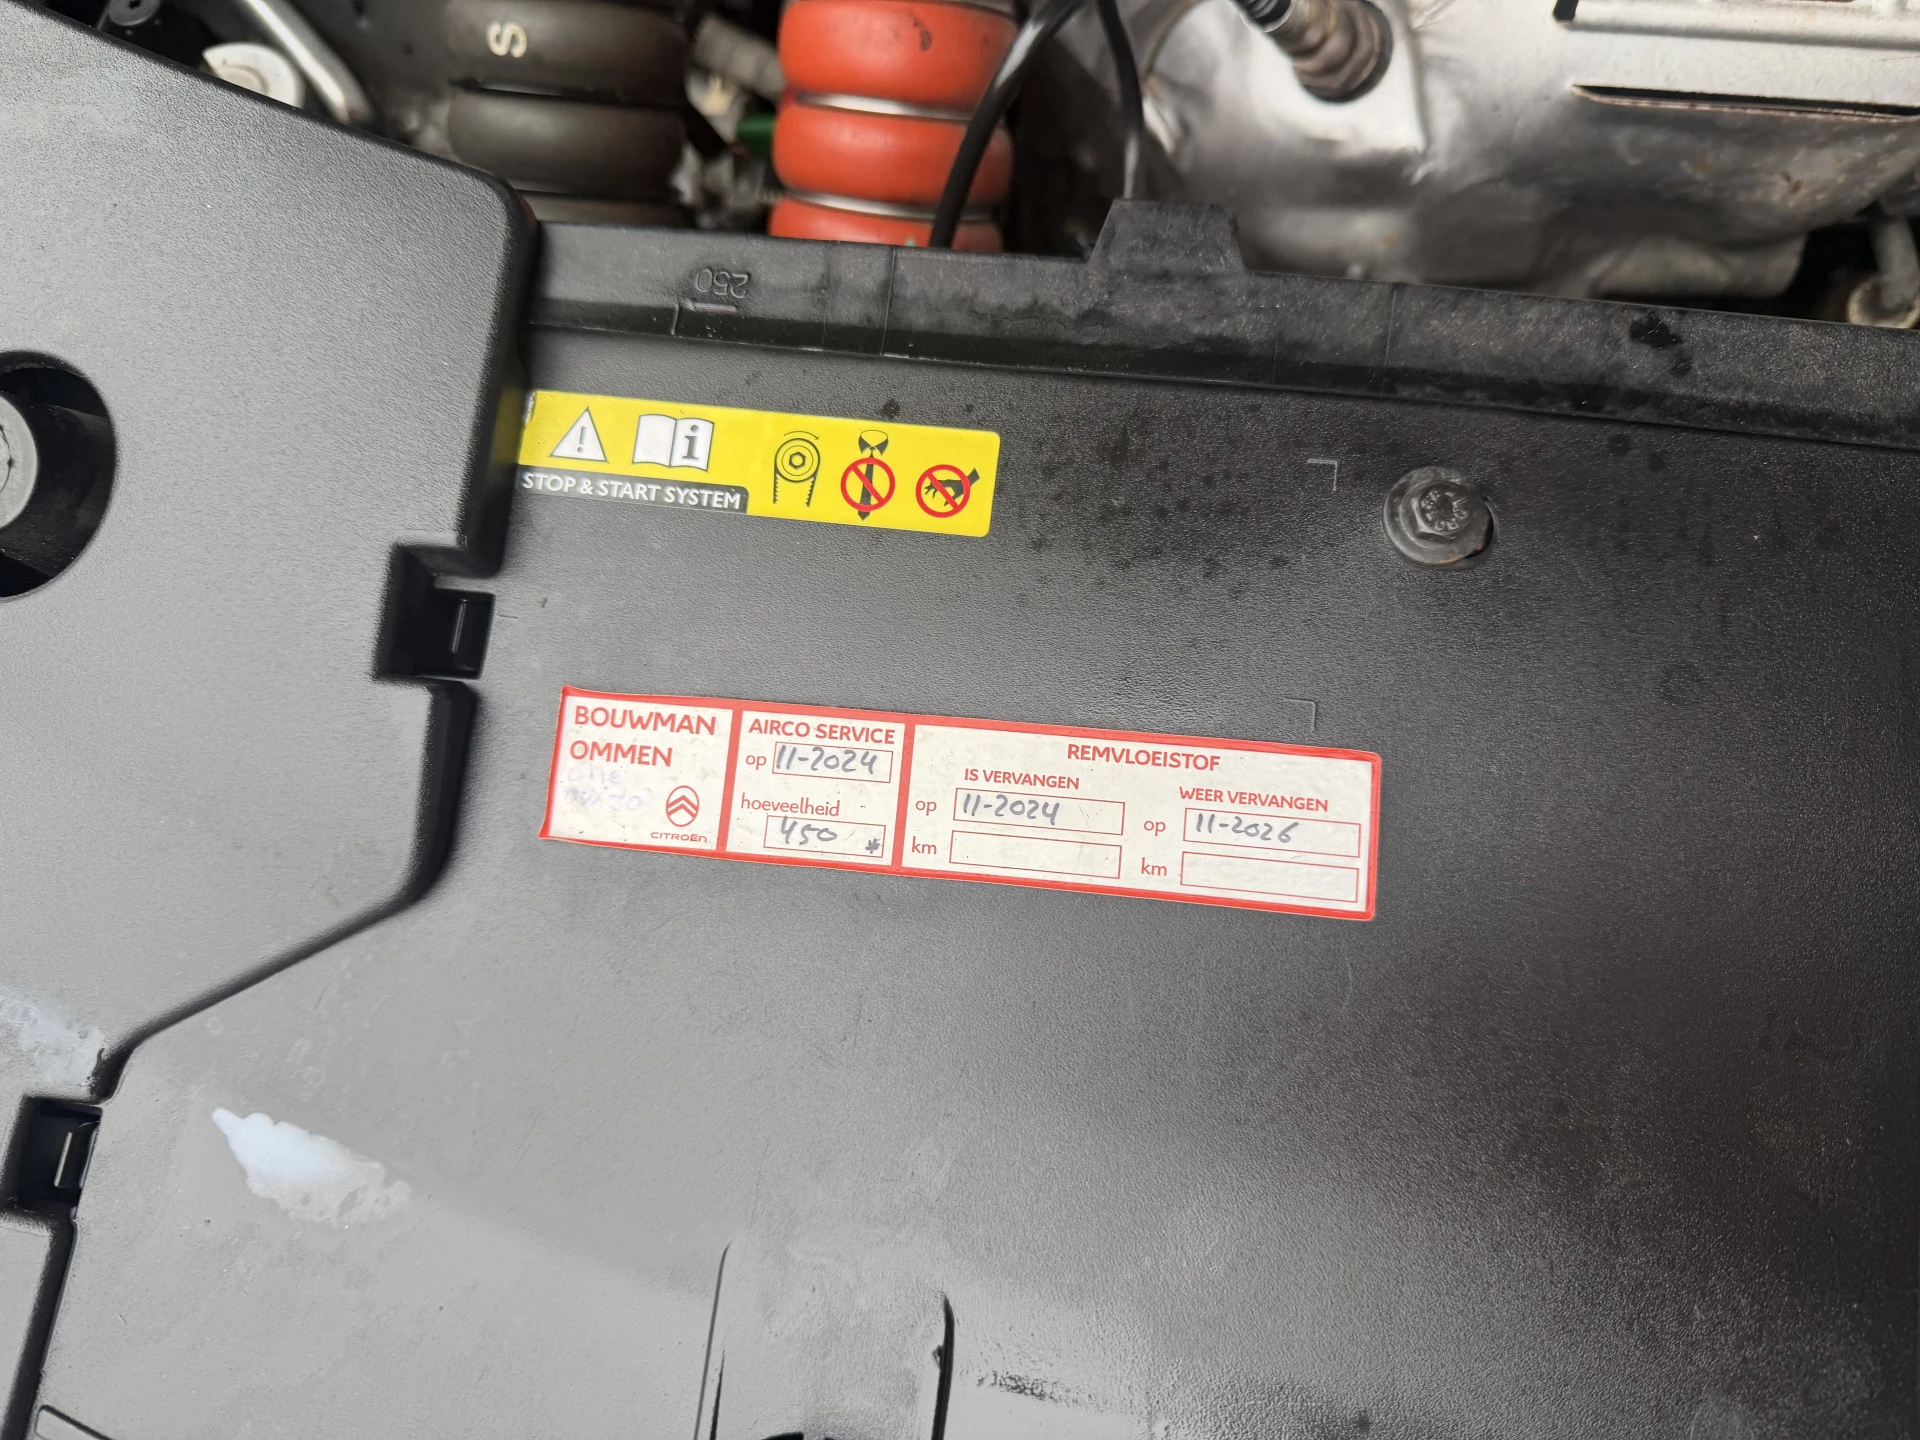 S
250
STOP & START SYSTEM
BOUWMAN
OMMEN
CITROËN
AIRCO SERVICE
op 11-2024
hoeveelheid
450 *
REMVLOEISTOF
IS VERVANGEN
op 11-2024
km
WEER VERVANGEN
op 11-2026
km